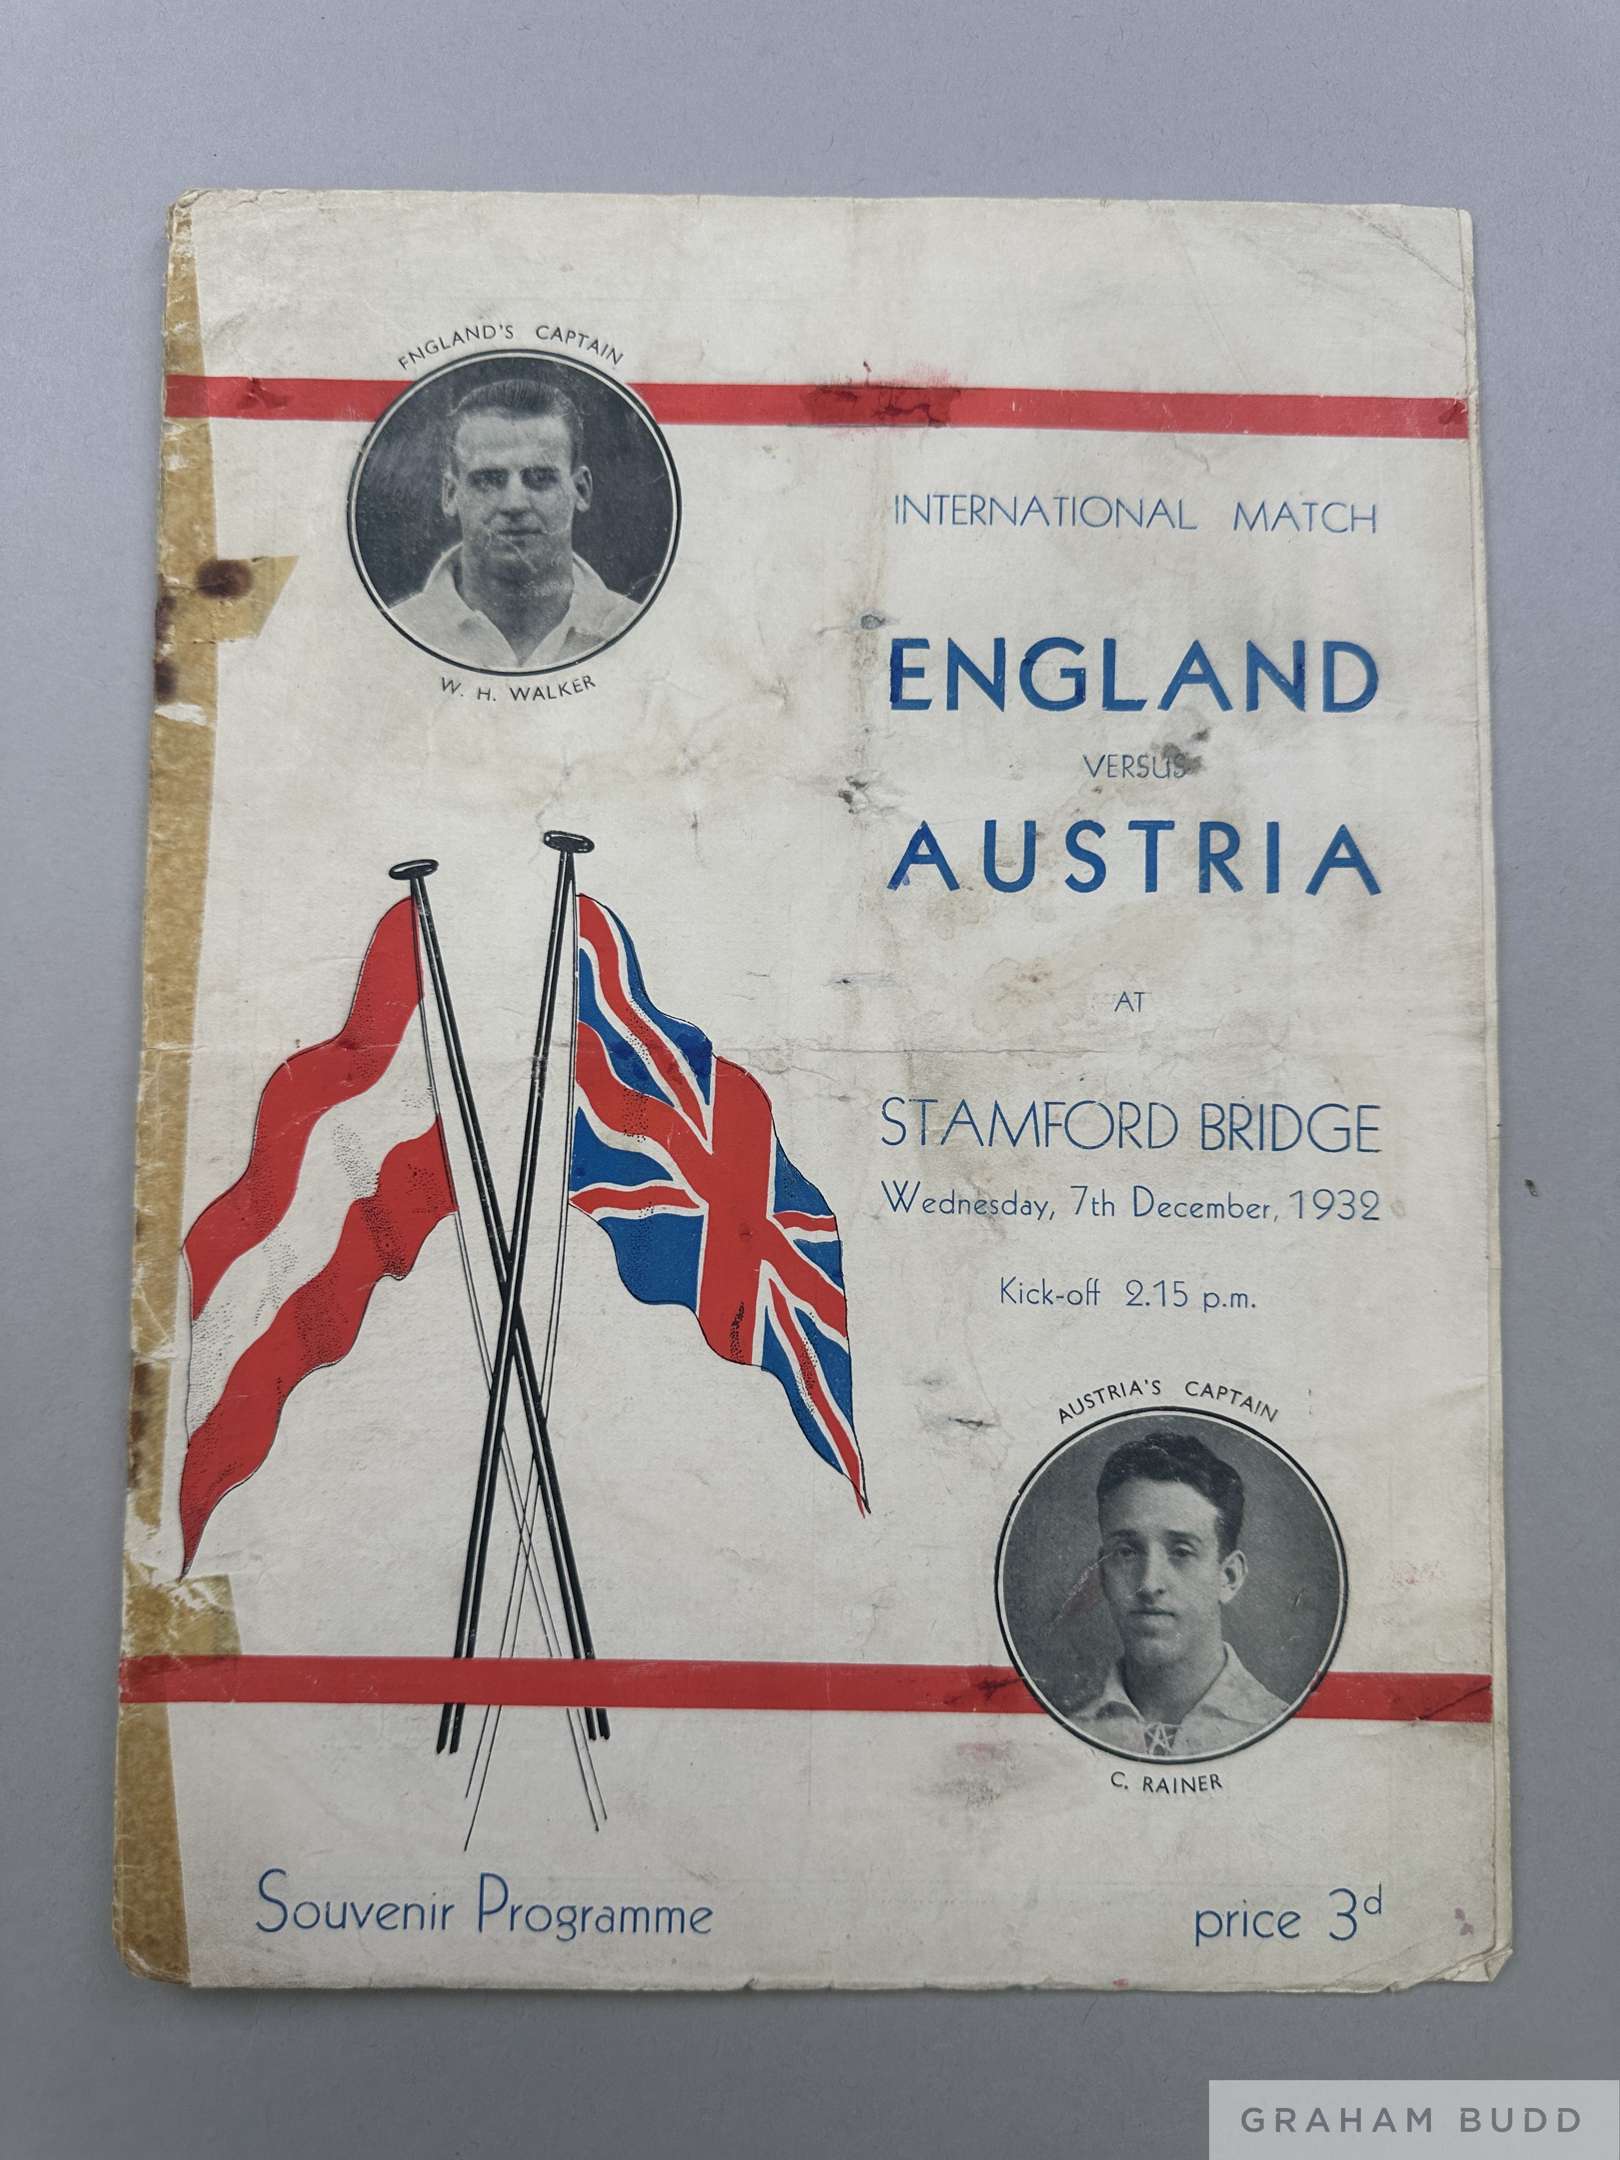 ENGLAND'S CAPTAIN
W. H. WALKER
INTERNATIONAL MATCH
ENGLAND
VERSUS
AUSTRIA
AT
STAMFORD BRIDGE
Wednesday, 7th December, 1932
Kick-off 2.15 p.m.
AUSTRIA'S CAPTAIN
C. RAINER
Souvenir Programme
price 3d
GRAHAM BUDD